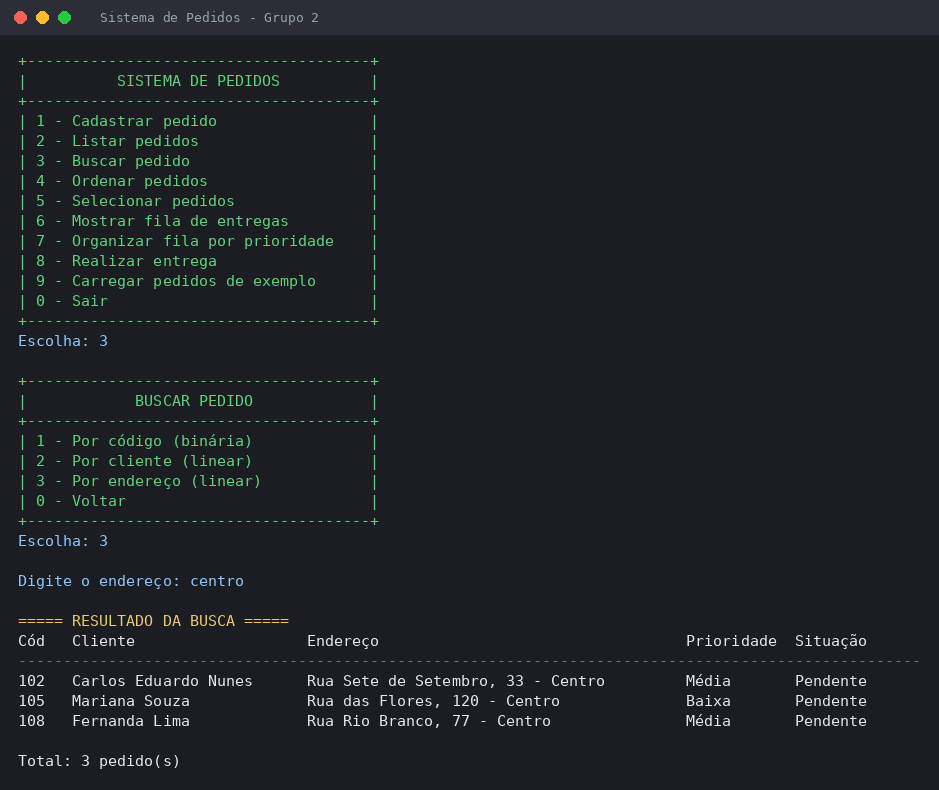 Sistema de Pedidos - Grupo 2
+--------------------------------------+
|          SISTEMA DE PEDIDOS          |
+--------------------------------------+
| 1 - Cadastrar pedido                 |
| 2 - Listar pedidos                   |
| 3 - Buscar pedido                    |
| 4 - Ordenar pedidos                  |
| 5 - Selecionar pedidos               |
| 6 - Mostrar fila de entregas         |
| 7 - Organizar fila por prioridade    |
| 8 - Realizar entrega                 |
| 9 - Carregar pedidos de exemplo      |
| 0 - Sair                             |
+--------------------------------------+
Escolha: 3
+--------------------------------------+
|            BUSCAR PEDIDO             |
+--------------------------------------+
| 1 - Por código (binária)             |
| 2 - Por cliente (linear)             |
| 3 - Por endereço (linear)            |
| 0 - Voltar                           |
+--------------------------------------+
Escolha: 3
Digite o endereço: centro
===== RESULTADO DA BUSCA =====
Cód   Cliente                   Endereço                                  Prioridade  Situação
----------------------------------------------------------------------------------------------------
102   Carlos Eduardo Nunes      Rua Sete de Setembro, 33 - Centro         Média       Pendente
105   Mariana Souza             Rua das Flores, 120 - Centro              Baixa       Pendente
108   Fernanda Lima             Rua Rio Branco, 77 - Centro               Média       Pendente
Total: 3 pedido(s)